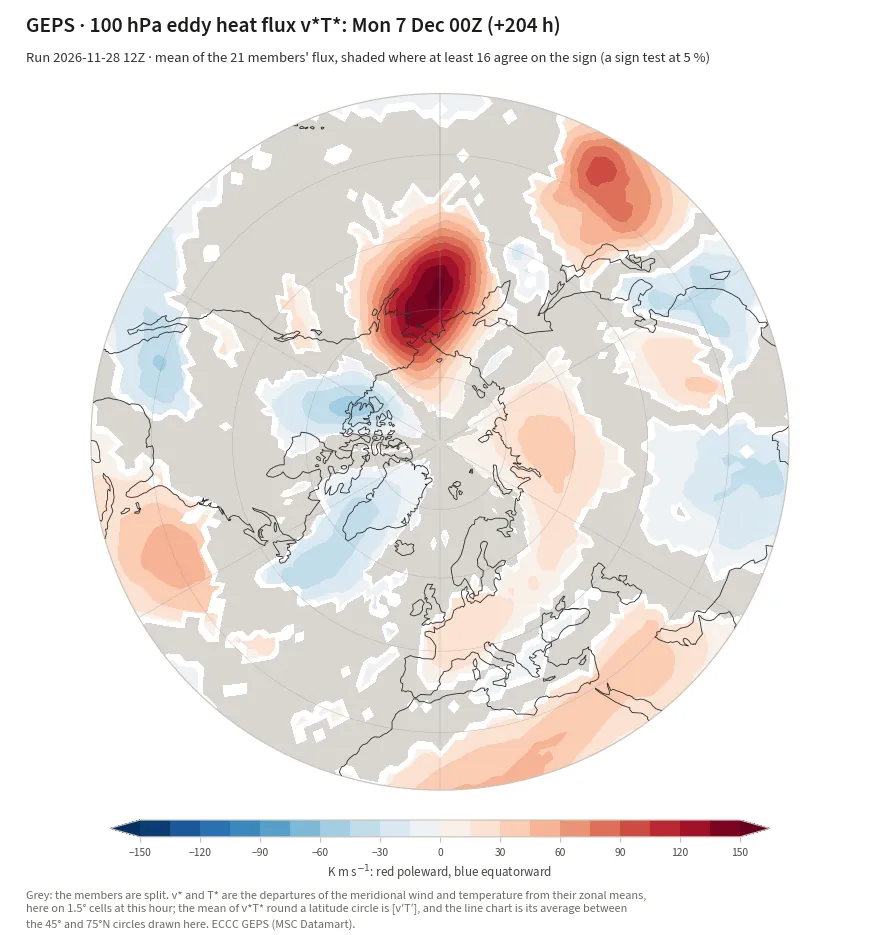 GEPS · 100 hPa eddy heat flux v*T*: Mon 7 Dec 00Z (+204 h)
Run 2026-11-28 12Z · mean of the 21 members' flux, shaded where at least 16 agree on the sign (a sign test at 5 %)
−150 −120 −90 −60 −30 0 30 60 90 120 150
K m s⁻¹: red poleward, blue equatorward
Grey: the members are split. v* and T* are the departures of the meridional wind and temperature from their zonal means,
here on 1.5° cells at this hour; the mean of v*T* round a latitude circle is [v′T′], and the line chart is its average between
the 45° and 75°N circles drawn here. ECCC GEPS (MSC Datamart).